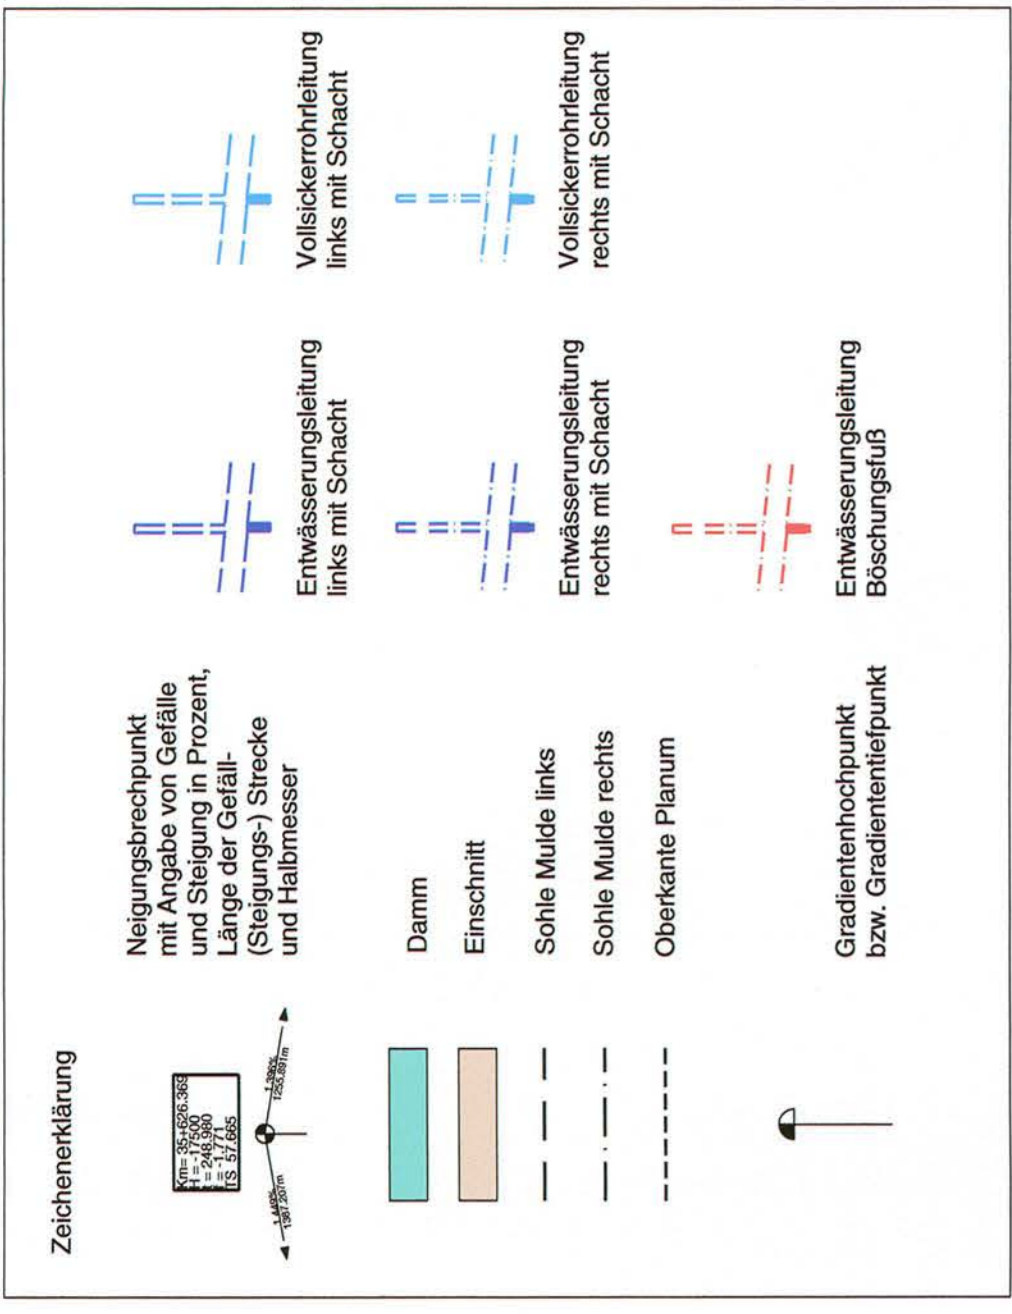 Zeichenerklärung
Km= 35+626.369
H = -17500
t = 248.980
f = -1.771
TS 57.665
1.449%
1387.207m
1.396%
1255.891m
Neigungsbrechpunkt
mit Angabe von Gefälle
und Steigung in Prozent,
Länge der Gefäll-
(Steigungs-) Strecke
und Halbmesser
Damm
Einschnitt
Sohle Mulde links
Sohle Mulde rechts
Oberkante Planum
Gradientenhochpunkt
bzw. Gradiententiefpunkt
Entwässerungsleitung
links mit Schacht
Entwässerungsleitung
rechts mit Schacht
Entwässerungsleitung
Böschungsfuß
Vollsickerrohrleitung
links mit Schacht
Vollsickerrohrleitung
rechts mit Schacht